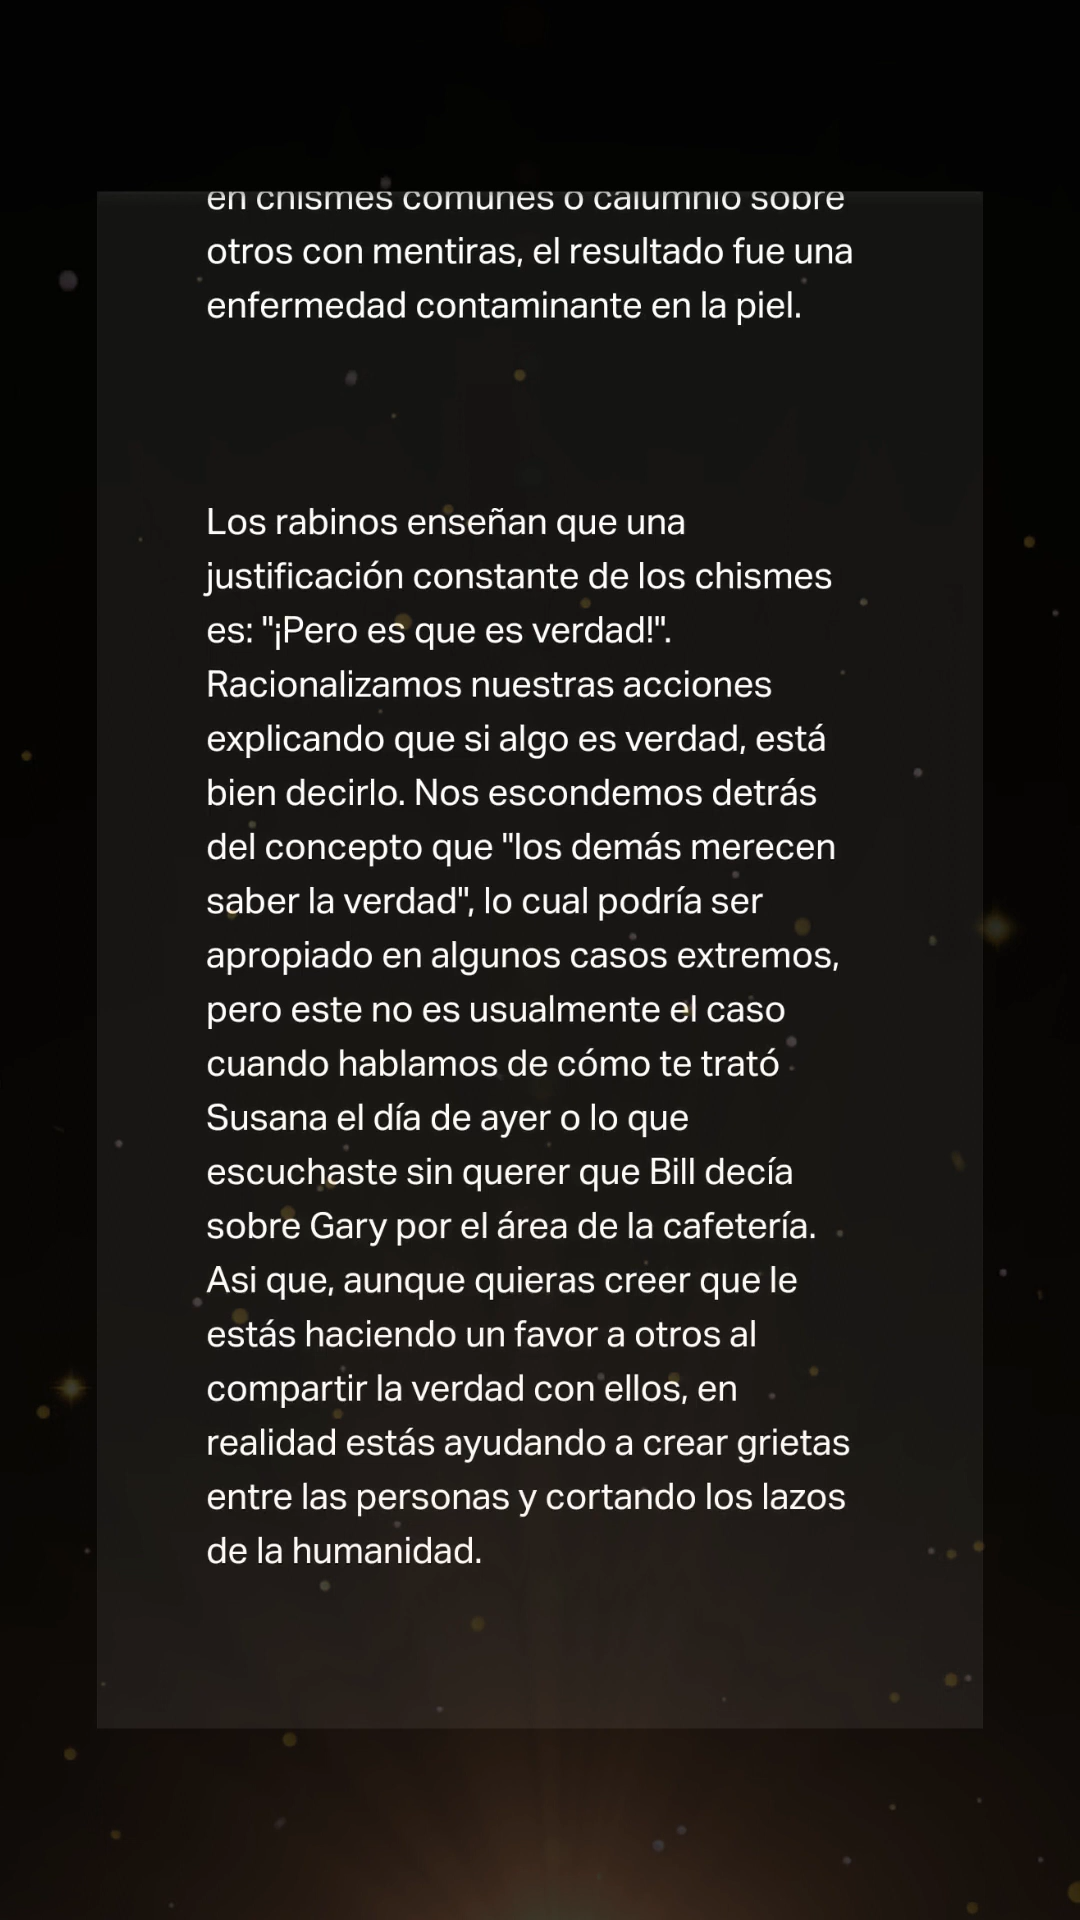 en chismes comunes o calumnio sobre
otros con mentiras, el resultado fue una
enfermedad contaminante en la piel.
Los rabinos enseñan que una
justificación constante de los chismes
es: "¡Pero es que es verdad!".
Racionalizamos nuestras acciones
explicando que si algo es verdad, está
bien decirlo. Nos escondemos detrás
del concepto que "los demás merecen
saber la verdad", lo cual podría ser
apropiado en algunos casos extremos,
pero este no es usualmente el caso
cuando hablamos de cómo te trató
Susana el día de ayer o lo que
escuchaste sin querer que Bill decía
sobre Gary por el área de la cafetería.
Asi que, aunque quieras creer que le
estás haciendo un favor a otros al
compartir la verdad con ellos, en
realidad estás ayudando a crear grietas
entre las personas y cortando los lazos
de la humanidad.